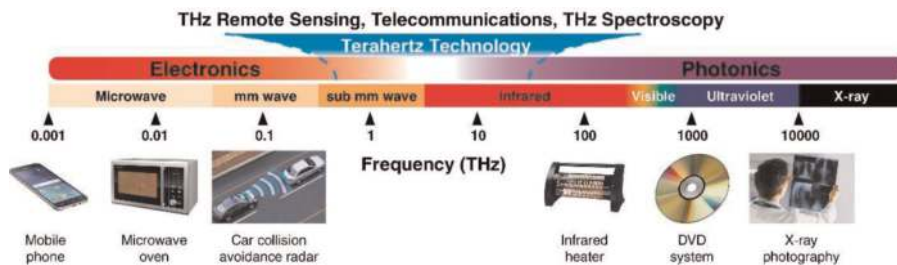 THz Remote Sensing, Telecommunications, THz Spectroscopy
Terahertz Technology
Electronics Photonics
Microwave mm wave sub mm wave Infrared Visible Ultraviolet X-ray
0.001 0.01 0.1 1 10 100 1000 10000
Frequency (THz)
Mobile phone
Microwave oven
Car collision avoidance radar
Infrared heater
DVD system
X-ray photography